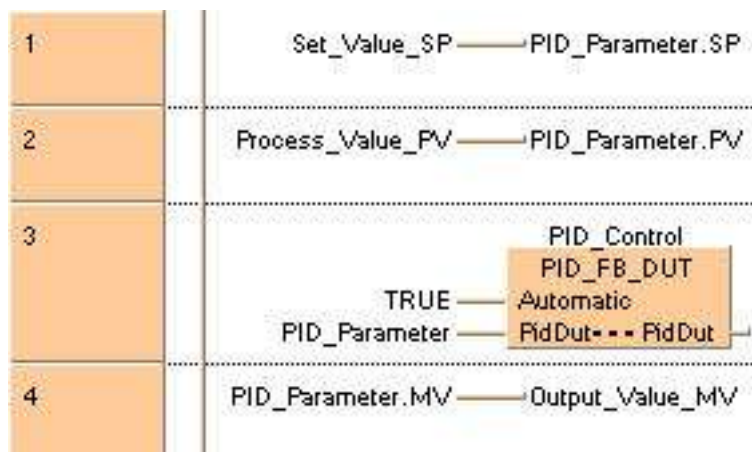 1
Set_Value_SP PID_Parameter.SP
2
Process_Value_PV PID_Parameter.PV
3
PID_Control
PID_FB_DUT
TRUE Automatic
PID_Parameter PidDut PidDut
4
PID_Parameter.MV Output_Value_MV